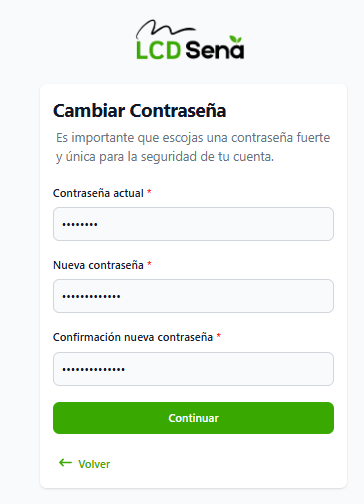 LCD Sena
Cambiar Contraseña
Es importante que escojas una contraseña fuerte
y única para la seguridad de tu cuenta.
Contraseña actual *
••••••••
Nueva contraseña *
•••••••••••••
Confirmación nueva contraseña *
••••••••••••••
Continuar
← Volver